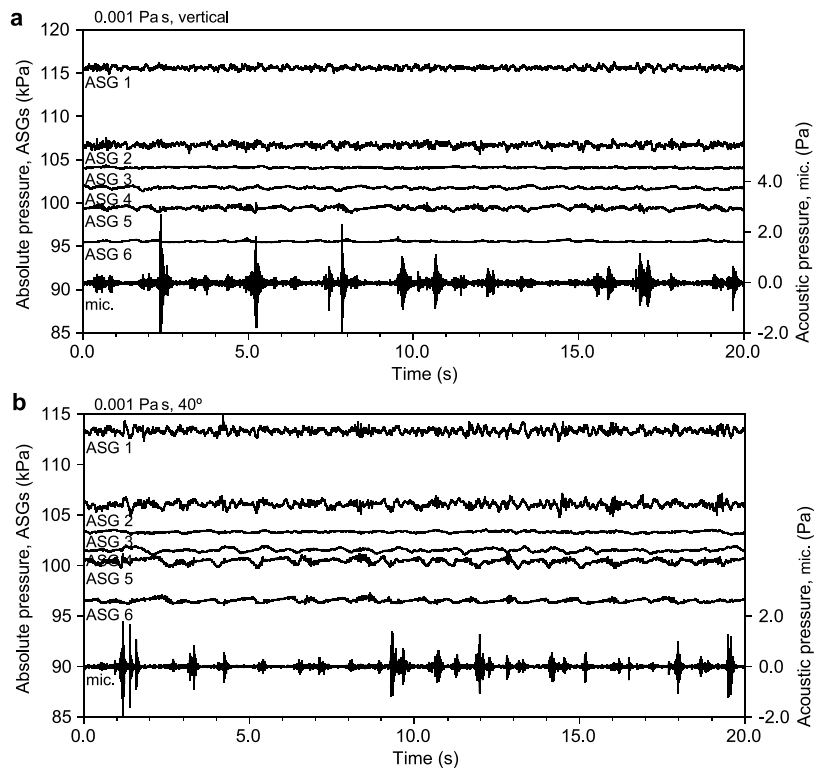 a
0.001 Pa s, vertical
120
115
110
105
100
95
90
85
Absolute pressure, ASGs (kPa)
ASG 1
ASG 2
ASG 3
ASG 4
ASG 5
ASG 6
mic.
4.0
2.0
0.0
-2.0
Acoustic pressure, mic. (Pa)
0.0 5.0 10.0 15.0 20.0
Time (s)
b
0.001 Pa s, 40º
115
110
105
100
95
90
85
Absolute pressure, ASGs (kPa)
ASG 1
ASG 2
ASG 3
ASG 5
ASG 6
mic.
2.0
0.0
-2.0
Acoustic pressure, mic. (Pa)
0.0 5.0 10.0 15.0 20.0
Time (s)